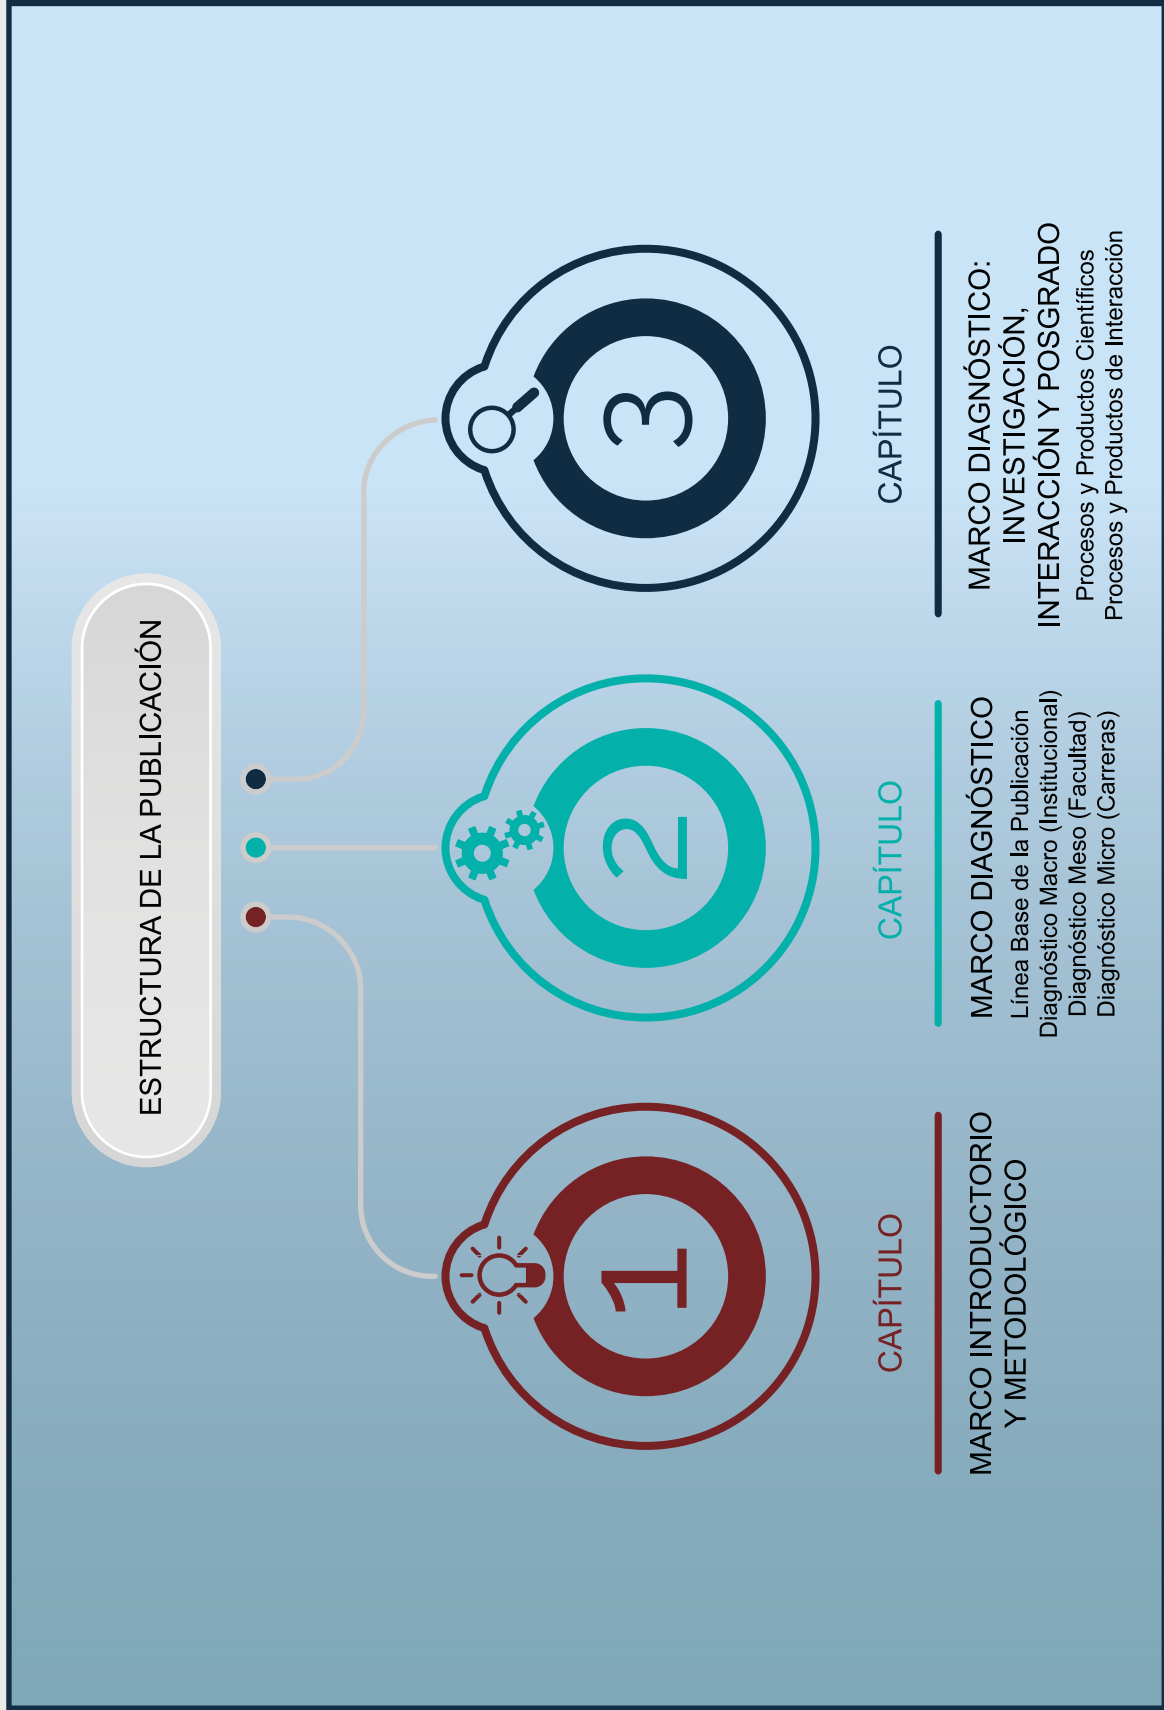 ESTRUCTURA DE LA PUBLICACIÓN
1
CAPÍTULO
MARCO INTRODUCTORIO
Y METODOLÓGICO
2
CAPÍTULO
MARCO DIAGNÓSTICO
Línea Base de la Publicación
Diagnóstico Macro (Institucional)
Diagnóstico Meso (Facultad)
Diagnóstico Micro (Carreras)
3
CAPÍTULO
MARCO DIAGNÓSTICO:
INVESTIGACIÓN,
INTERACCIÓN Y POSGRADO
Procesos y Productos Científicos
Procesos y Productos de Interacción